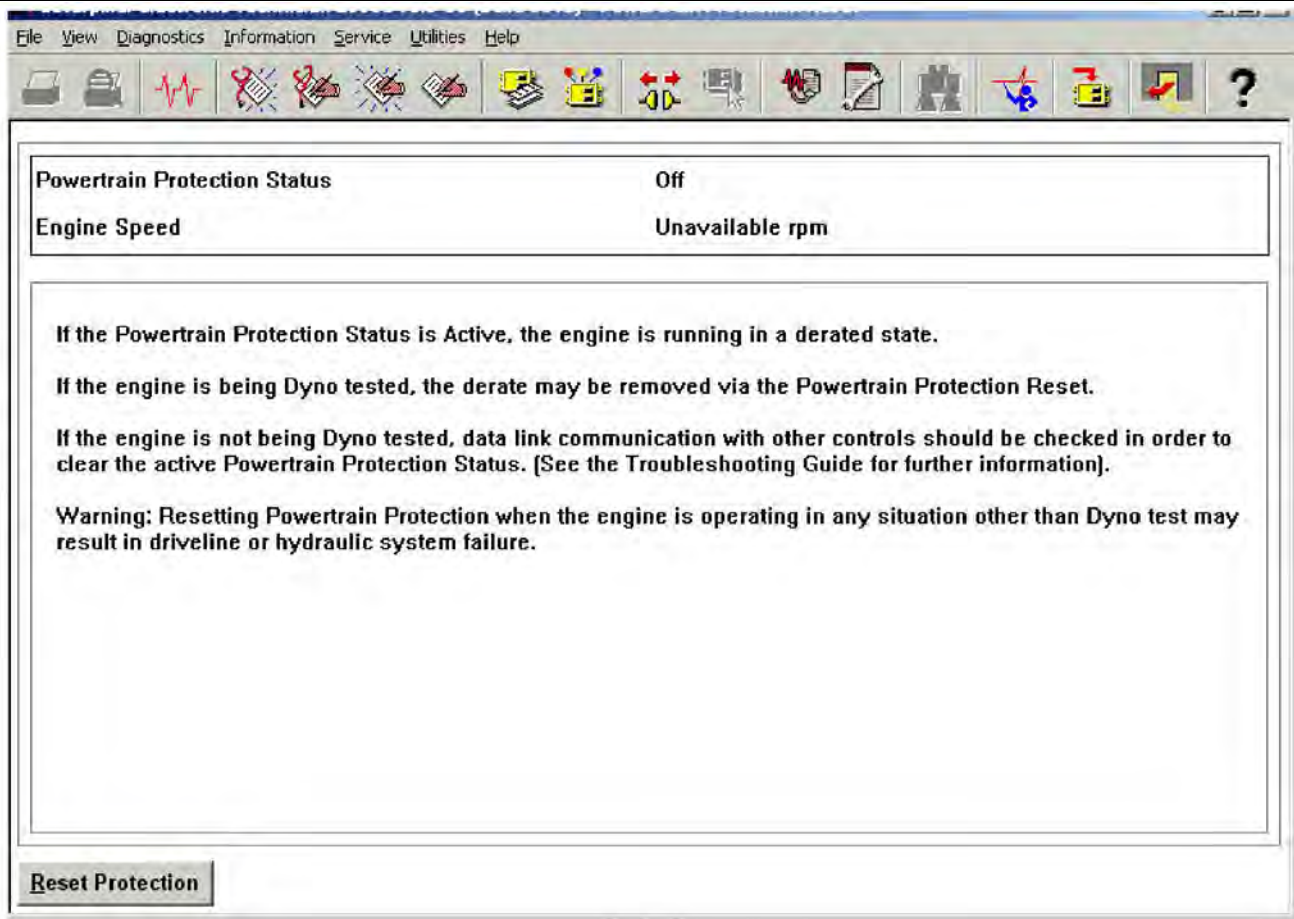 File View Diagnostics Information Service Utilities Help
?
Powertrain Protection Status Off
Engine Speed Unavailable rpm
If the Powertrain Protection Status is Active, the engine is running in a derated state.
If the engine is being Dyno tested, the derate may be removed via the Powertrain Protection Reset.
If the engine is not being Dyno tested, data link communication with other controls should be checked in order to
clear the active Powertrain Protection Status. (See the Troubleshooting Guide for further information).
Warning: Resetting Powertrain Protection when the engine is operating in any situation other than Dyno test may
result in driveline or hydraulic system failure.
Reset Protection